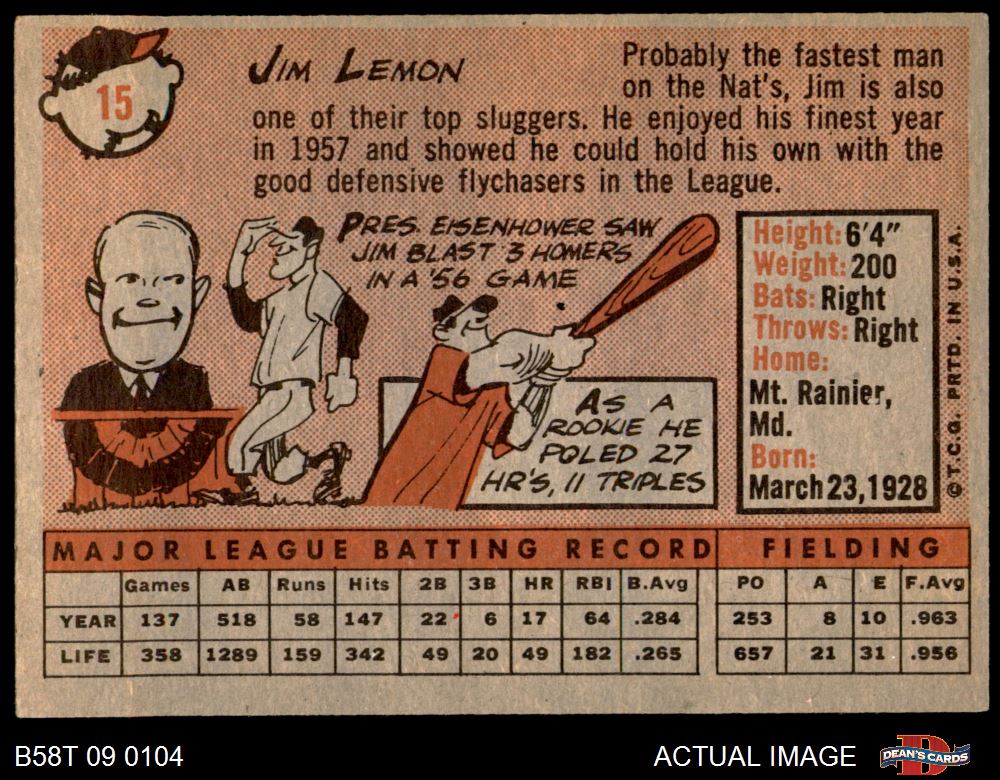 15
Jim Lemon
Probably the fastest man
on the Nat's, Jim is also
one of their top sluggers. He enjoyed his finest year
in 1957 and showed he could hold his own with the
good defensive flychasers in the League.
PRES. EISENHOWER SAW
JIM BLAST 3 HOMERS
IN A '56 GAME
AS A
ROOKIE HE
POLED 27
HR'S, 11 TRIPLES
Height: 6'4"
Weight: 200
Bats: Right
Throws: Right
Home:
Mt. Rainier,
Md.
Born:
March 23, 1928
© T.C.G. PRTD. IN U.S.A.
MAJOR LEAGUE BATTING RECORD FIELDING
Games AB Runs Hits 2B 3B HR RBI B.Avg PO A E F.Avg
YEAR 137 518 58 147 22 6 17 64 .284 253 8 10 .963
LIFE 358 1289 159 342 49 20 49 182 .265 657 21 31 .956
B58T 09 0104 ACTUAL IMAGE DEAN'S CARDS